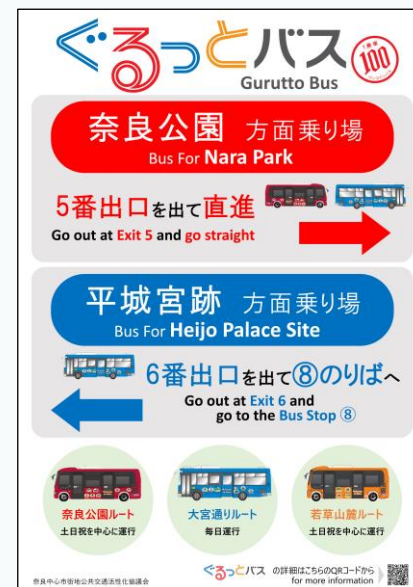 ぐるっとバス
100
Gurutto Bus
奈良公園 方面乗り場
Bus For Nara Park
5番出口を出て直進
Go out at Exit 5 and go straight
平城宮跡 方面乗り場
Bus For Heijo Palace Site
6番出口を出て⑧のりばへ
Go out at Exit 6 and
go to the Bus Stop ⑧
奈良公園ルート
土日祝を中心に運行
大宮通りルート
毎日運行
若草山麓ルート
土日祝を中心に運行
ぐるっとバス の詳細はこちらのQRコードから
for more information
奈良中心市街地公共交通活性化協議会